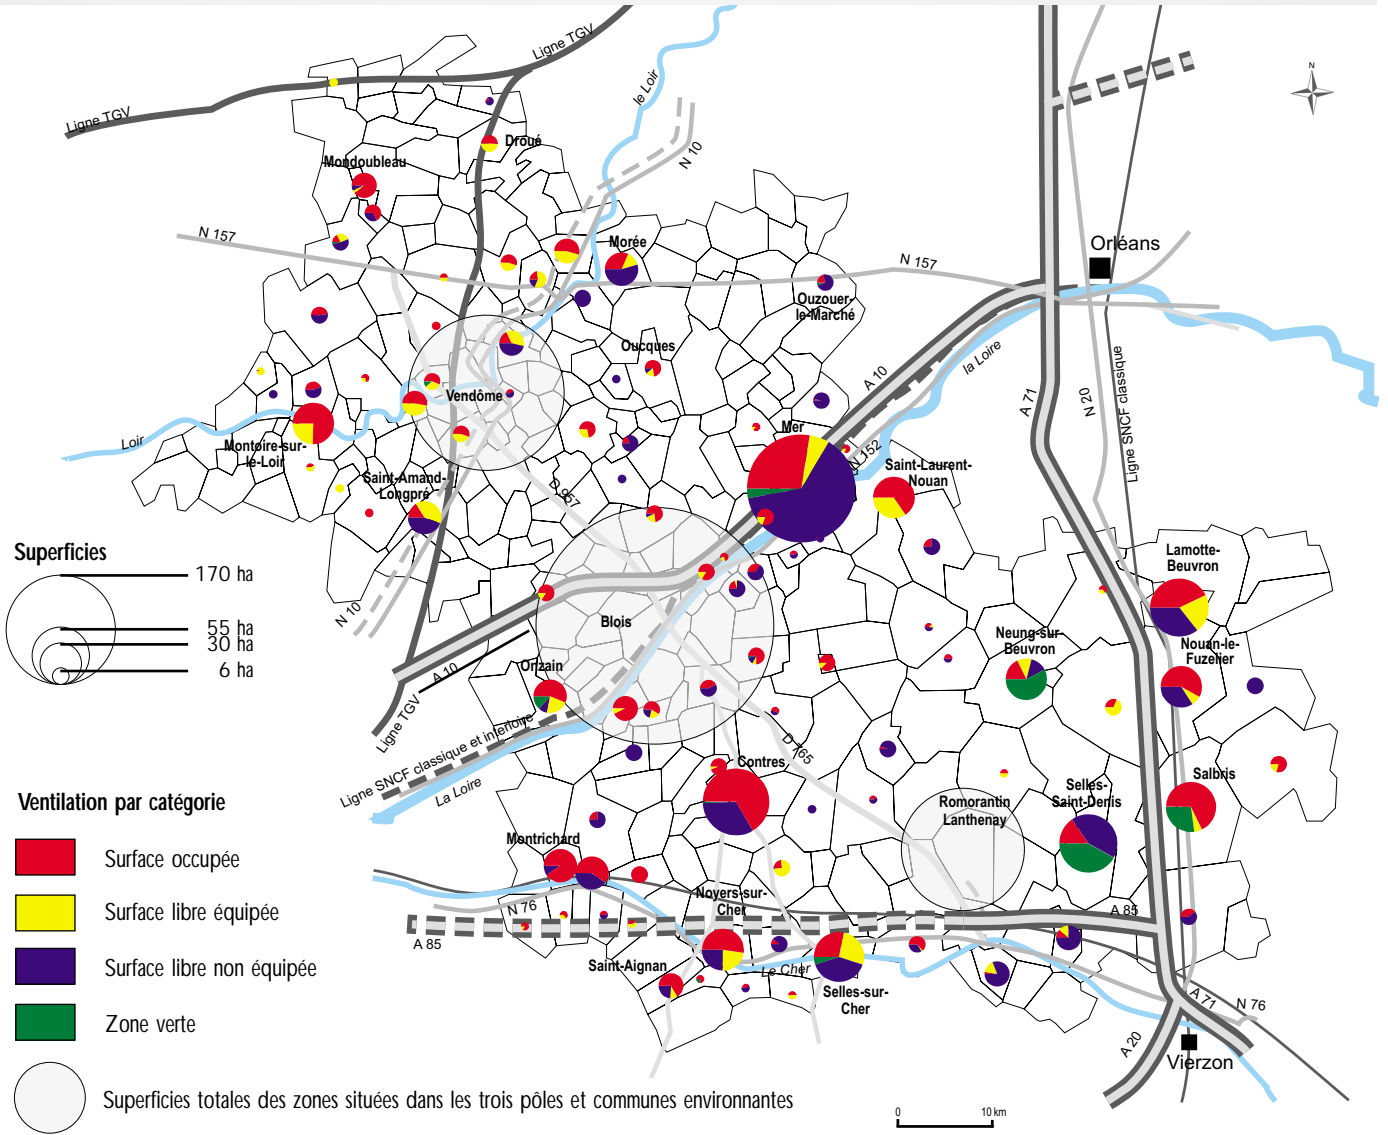 Ligne TGV
Ligne TGV
le Loir
N
Droué
Mondoubleau
N 10
N 157
Morée
N 157
Orléans
Ouzouer-
le-Marché
Oucques
la Loire
A 10
Ligne SNCF classique
A 71
N 20
Vendôme
Mer
Loir
Montoire-sur-
le-Loir
N 152
Saint-Laurent-
Nouan
Saint-Amand-
Longpré
D 957
Superficies
170 ha
55 ha
30 ha
6 ha
Lamotte-
Beuvron
N 10
Blois
Neung-sur-
Beuvron
Nouan-le-
Fuzelier
Onzain
A 10
Ligne TGV
Ligne SNCF classique et inferloire
La Loire
D 765
Contres
Salbris
Selles-
Saint-Denis
Romorantin
Lanthenay
Ventilation par catégorie
Surface occupée
Surface libre équipée
Surface libre non équipée
Zone verte
Montrichard
Noyers-sur-
Cher
N 76
A 85
A 85
Saint-Aignan
Le Cher
Selles-sur-
Cher
A 71
N 76
A 20
Vierzon
Superficies totales des zones situées dans les trois pôles et communes environnantes
0 10 km